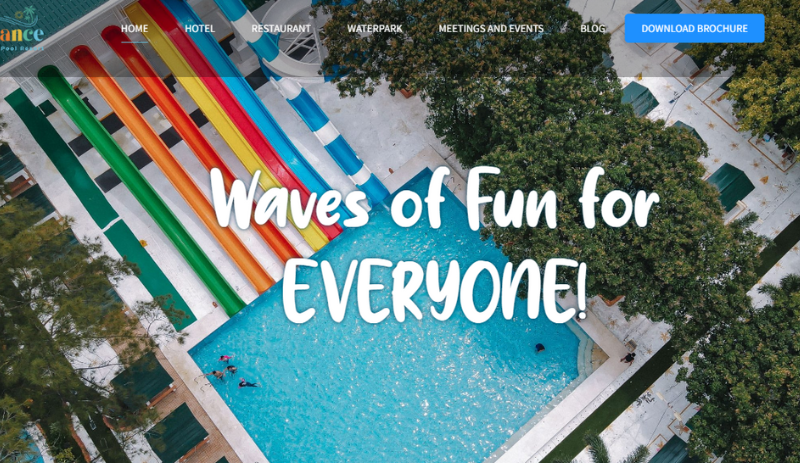 ance
Pool Resort
HOME
HOTEL
RESTAURANT
WATERPARK
MEETINGS AND EVENTS
BLOG
DOWNLOAD BROCHURE
Waves of Fun for
EVERYONE!